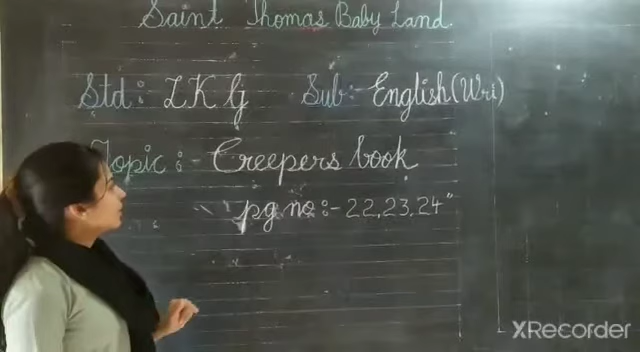 Saint Thomas Baby Land.
Std :- LKG Sub :- English (Wri)
Topic :- Creepers book
" pg no :- 22,23,24"
XRecorder